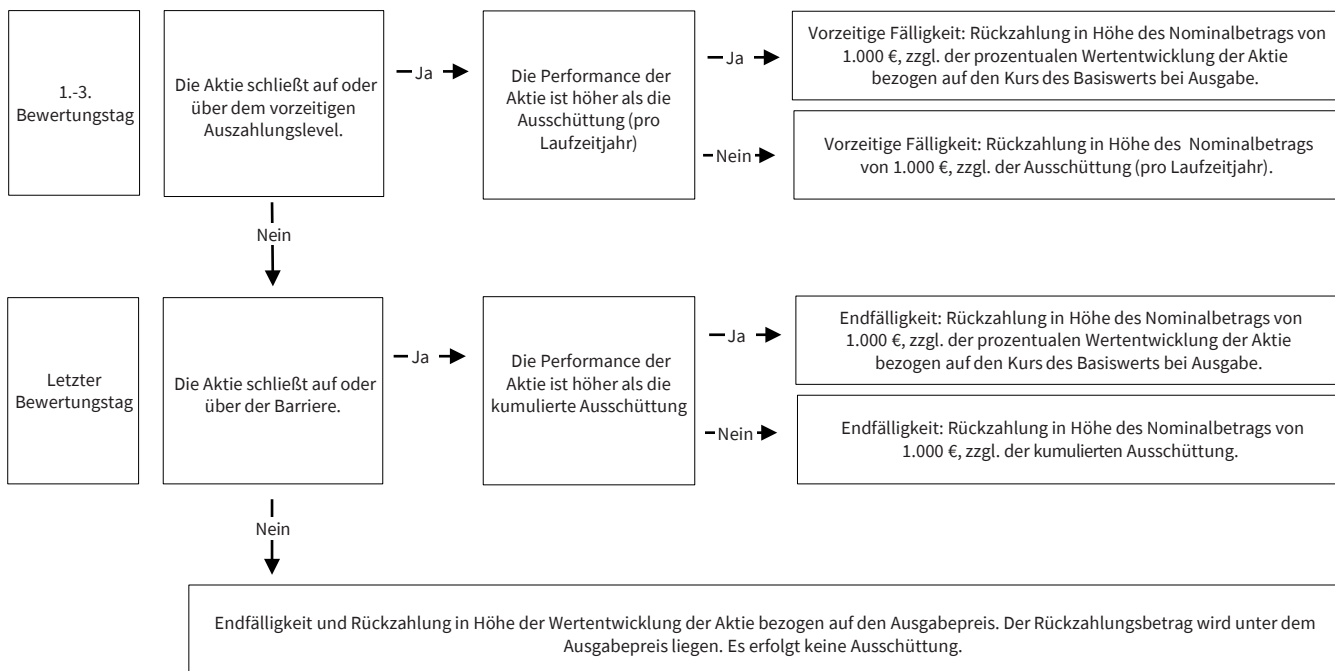 1.-3.
Bewertungstag
Die Aktie schließt auf oder
über dem vorzeitigen
Auszahlungslevel.
Ja
Die Performance der
Aktie ist höher als die
Ausschüttung (pro
Laufzeitjahr)
Ja
Vorzeitige Fälligkeit: Rückzahlung in Höhe des Nominalbetrags von
1.000 €, zzgl. der prozentualen Wertentwicklung der Aktie
bezogen auf den Kurs des Basiswerts bei Ausgabe.
Nein
Vorzeitige Fälligkeit: Rückzahlung in Höhe des Nominalbetrags
von 1.000 €, zzgl. der Ausschüttung (pro Laufzeitjahr).
Nein
Letzter
Bewertungstag
Die Aktie schließt auf oder
über der Barriere.
Ja
Die Performance der
Aktie ist höher als die
kumulierte Ausschüttung
Ja
Endfälligkeit: Rückzahlung in Höhe des Nominalbetrags von
1.000 €, zzgl. der prozentualen Wertentwicklung der Aktie
bezogen auf den Kurs des Basiswerts bei Ausgabe.
Nein
Endfälligkeit: Rückzahlung in Höhe des Nominalbetrags von
1.000 €, zzgl. der kumulierten Ausschüttung.
Nein
Endfälligkeit und Rückzahlung in Höhe der Wertentwicklung der Aktie bezogen auf den Ausgabepreis. Der Rückzahlungsbetrag wird unter dem
Ausgabepreis liegen. Es erfolgt keine Ausschüttung.